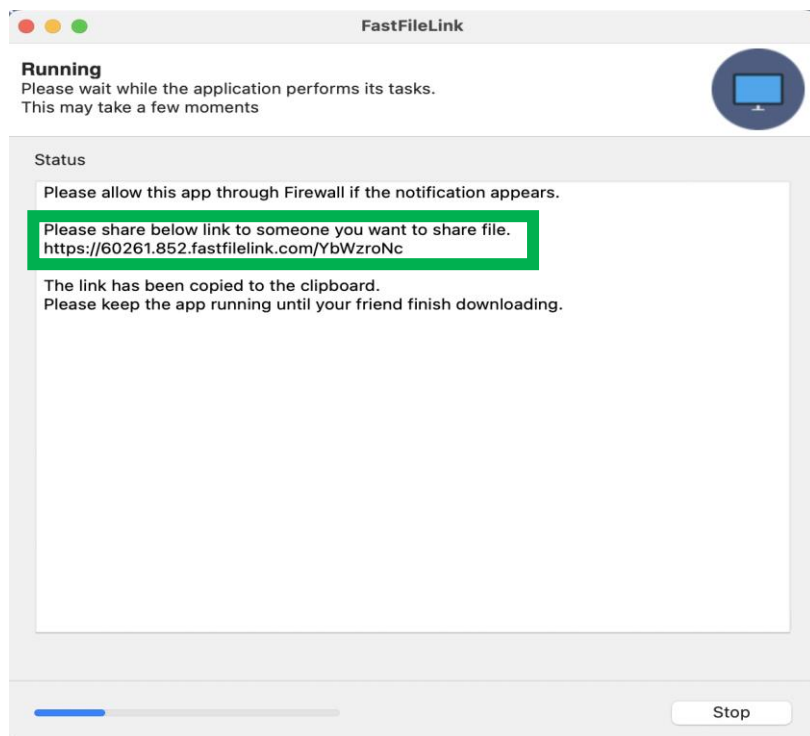 FastFileLink
Running
Please wait while the application performs its tasks.
This may take a few moments
Status
Please allow this app through Firewall if the notification appears.
Please share below link to someone you want to share file.
https://60261.852.fastfilelink.com/YbWzroNc
The link has been copied to the clipboard.
Please keep the app running until your friend finish downloading.
Stop